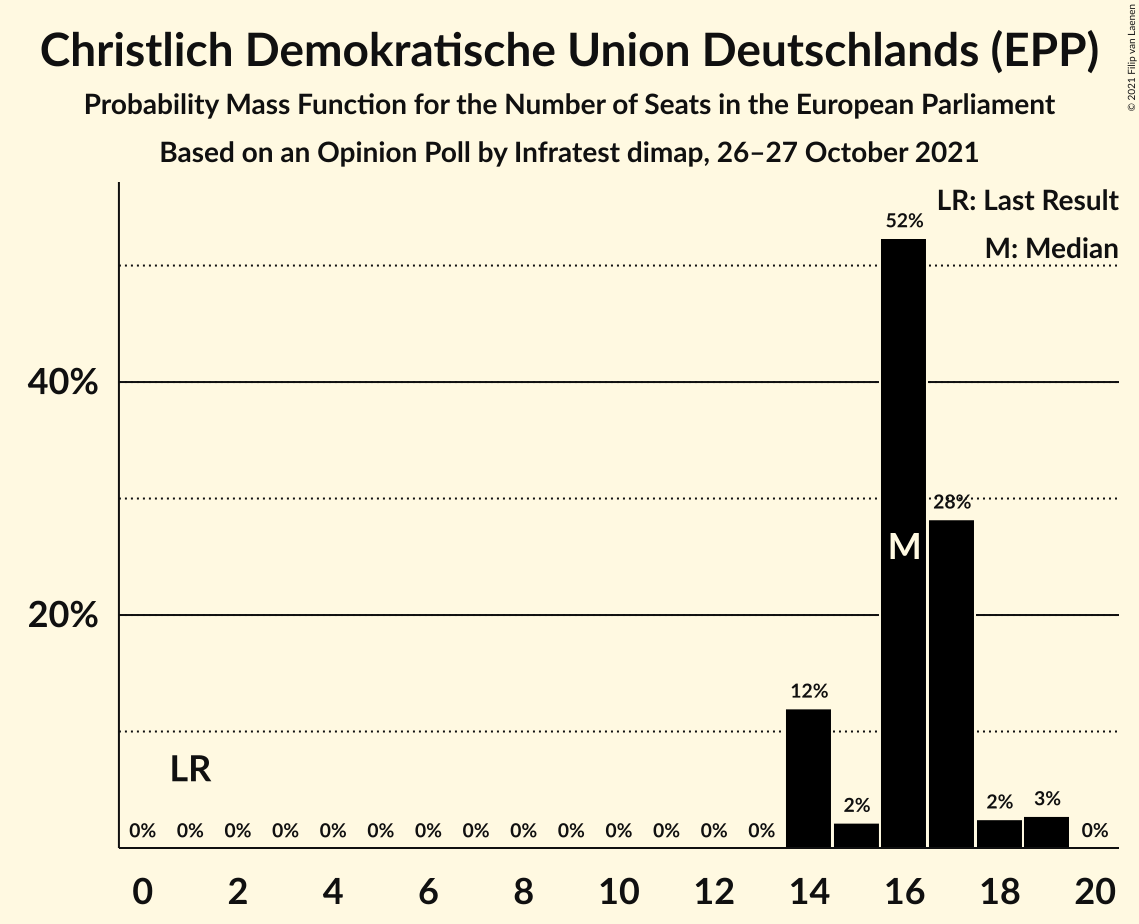 Christlich Demokratische Union Deutschlands (EPP)
Probability Mass Function for the Number of Seats in the European Parliament
Based on an Opinion Poll by Infratest dimap, 26–27 October 2021
© 2021 Filip van Laenen
LR: Last Result
M: Median
52%
40%
28%
M
20%
12%
LR
0% 0% 0% 0% 0% 0% 0% 0% 0% 0% 0% 0% 0% 0% 2% 2% 3% 0%
0 2 4 6 8 10 12 14 16 18 20